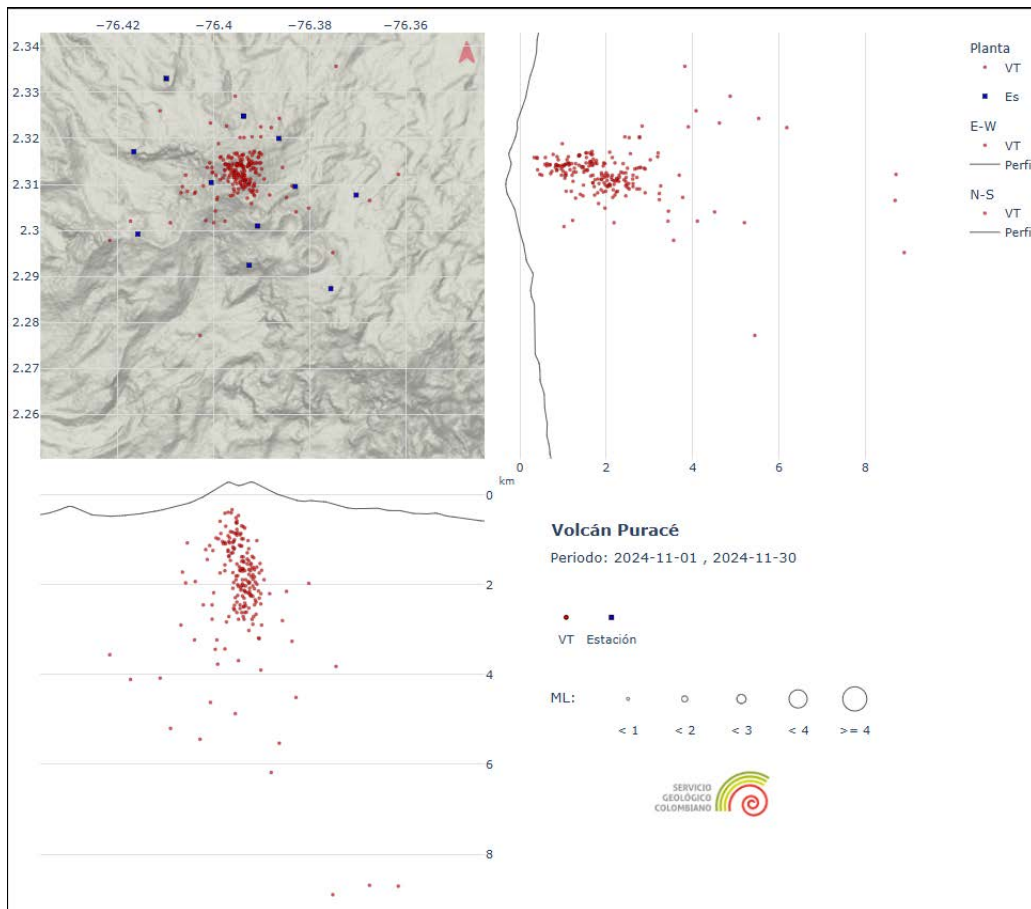 −76.42 −76.4 −76.38 −76.36
2.34
2.33
2.32
2.31
2.3
2.29
2.28
2.27
2.26
Planta
VT
Es
E-W
VT
Perfi
N-S
VT
Perfi
0 2 4 6 8
km
0
2
4
6
8
Volcán Puracé
Periodo: 2024-11-01 , 2024-11-30
VT Estación
ML:
< 1 < 2 < 3 < 4 >= 4
SERVICIO
GEOLÓGICO
COLOMBIANO